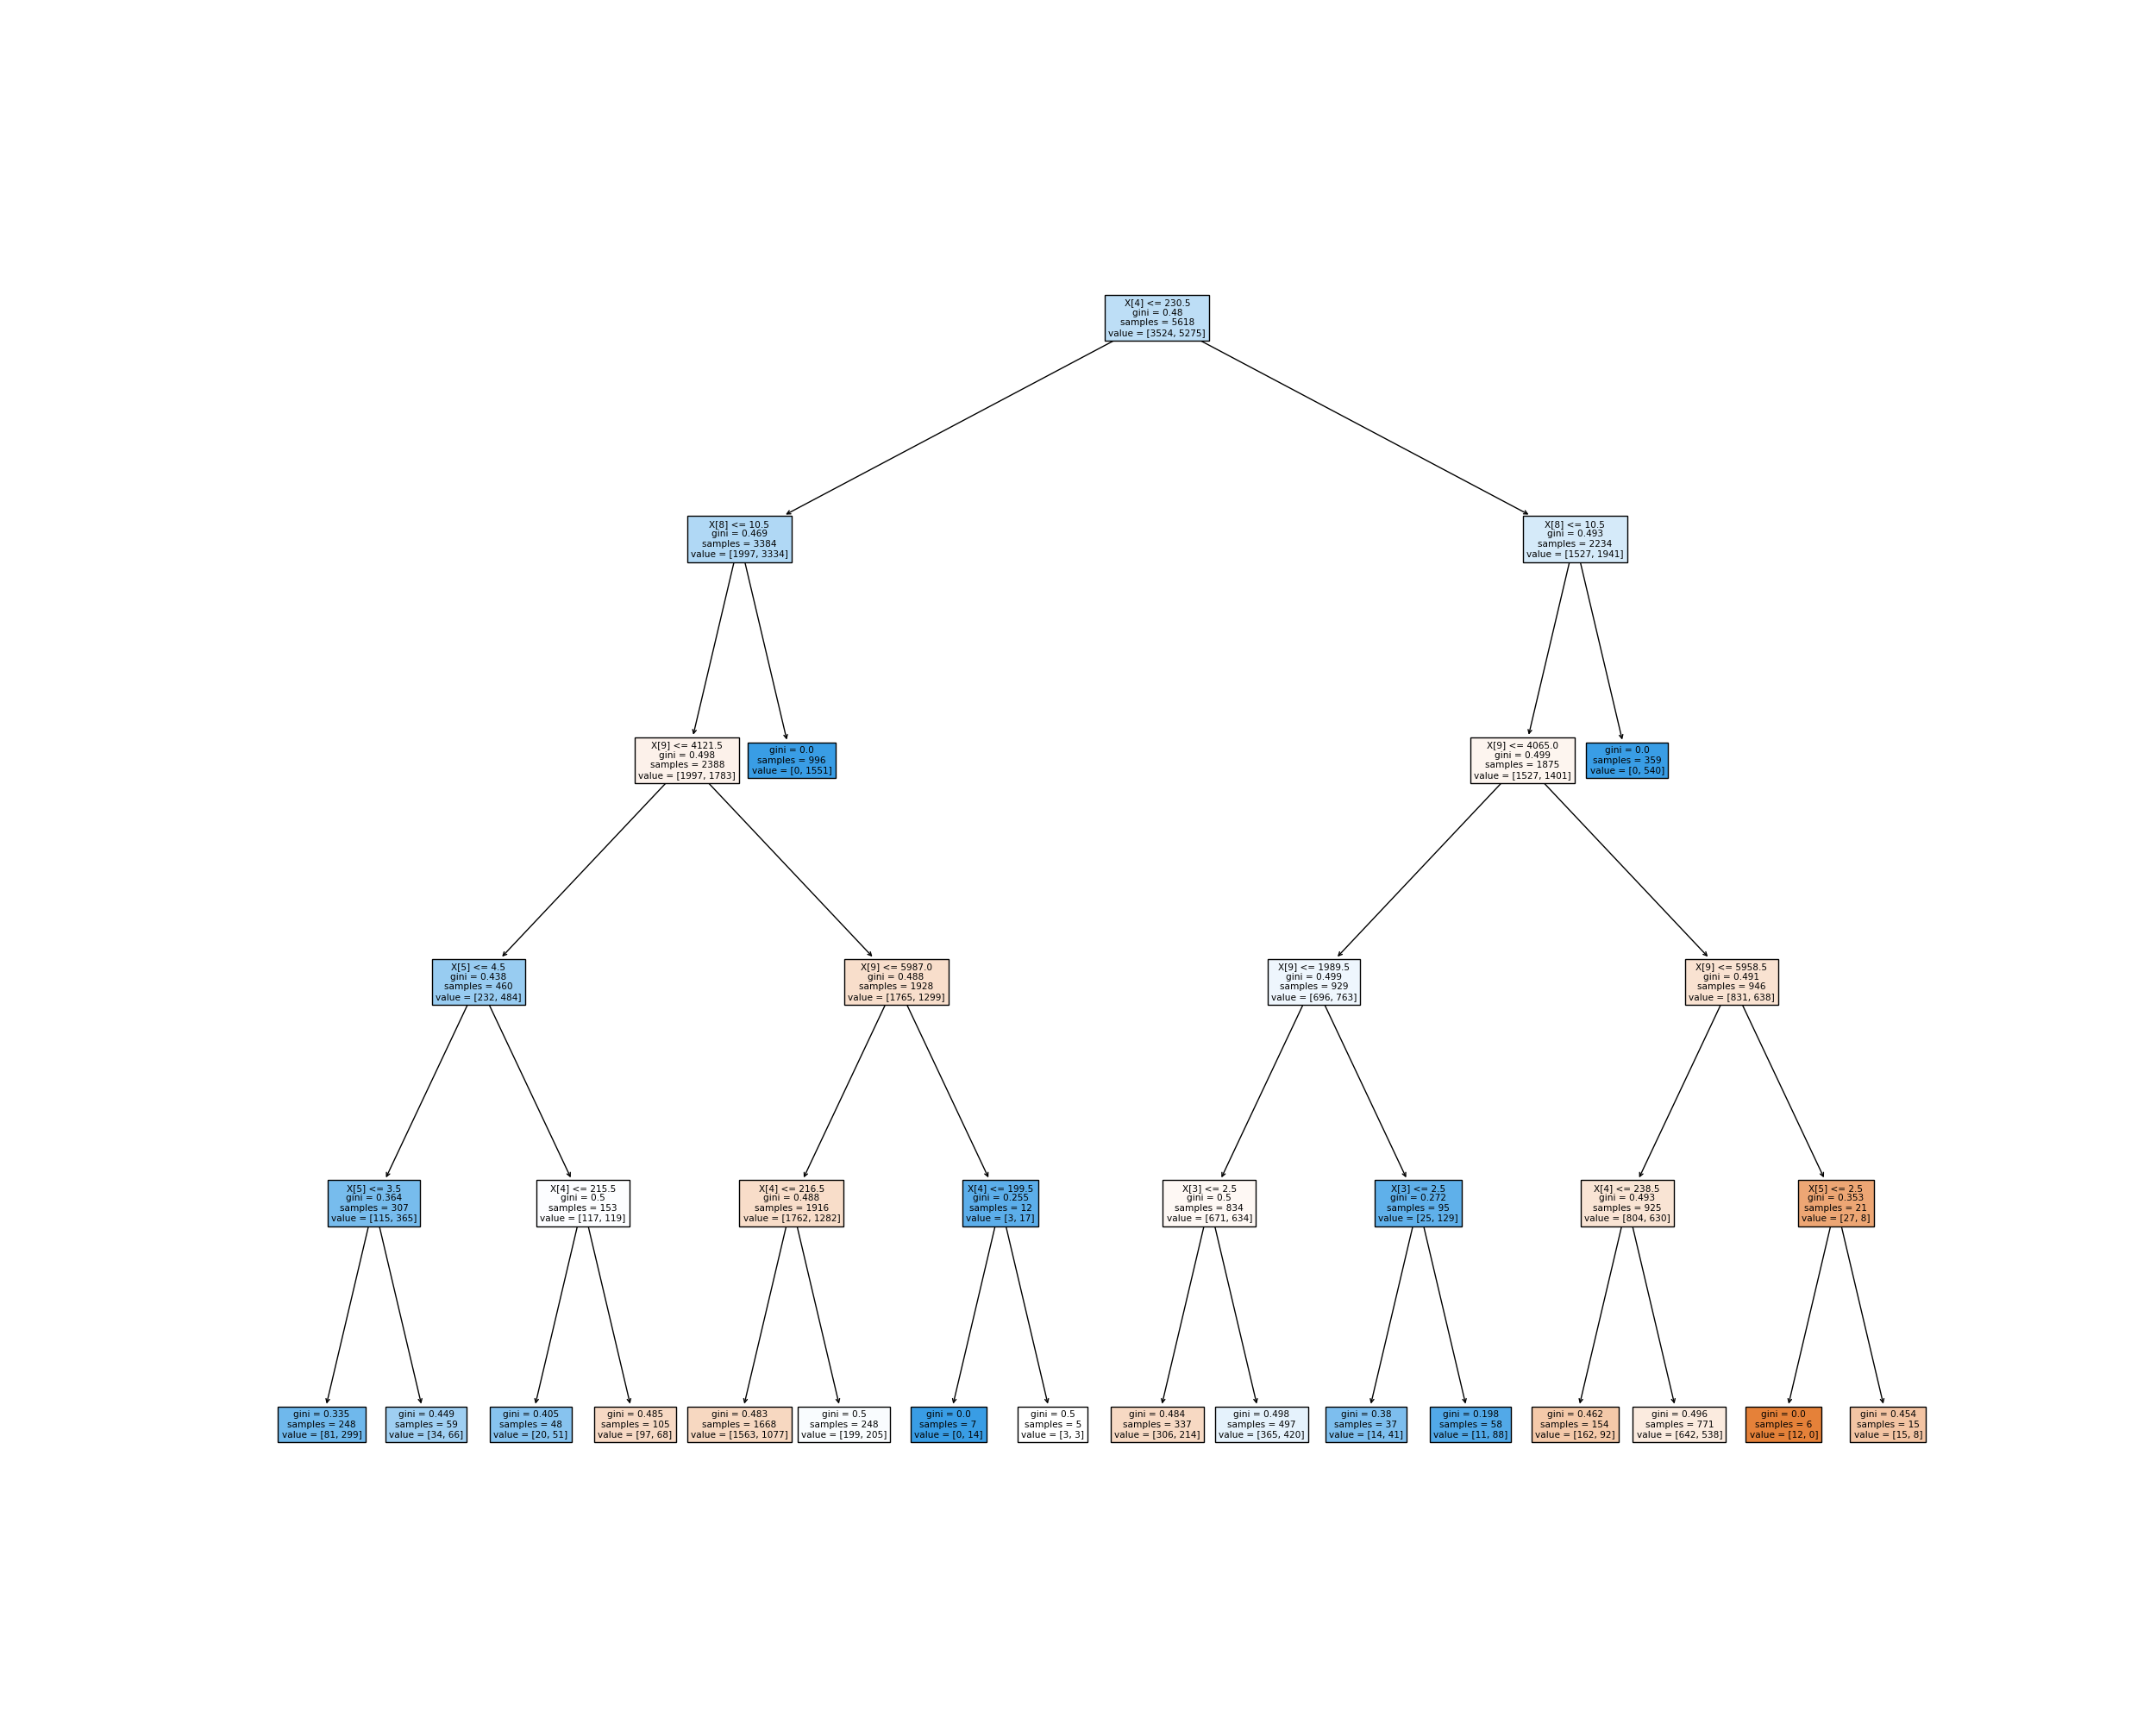 X[4] <= 230.5
gini = 0.48
samples = 5618
value = [3524, 5275]
X[8] <= 10.5
gini = 0.469
samples = 3384
value = [1997, 3334]
X[8] <= 10.5
gini = 0.493
samples = 2234
value = [1527, 1941]
X[9] <= 4121.5
gini = 0.498
samples = 2388
value = [1997, 1783]
gini = 0.0
samples = 996
value = [0, 1551]
X[9] <= 4065.0
gini = 0.499
samples = 1875
value = [1527, 1401]
gini = 0.0
samples = 359
value = [0, 540]
X[5] <= 4.5
gini = 0.438
samples = 460
value = [232, 484]
X[9] <= 5987.0
gini = 0.488
samples = 1928
value = [1765, 1299]
X[9] <= 1989.5
gini = 0.499
samples = 929
value = [696, 763]
X[9] <= 5958.5
gini = 0.491
samples = 946
value = [831, 638]
X[5] <= 3.5
gini = 0.364
samples = 307
value = [115, 365]
X[4] <= 215.5
gini = 0.5
samples = 153
value = [117, 119]
X[4] <= 216.5
gini = 0.488
samples = 1916
value = [1762, 1282]
X[4] <= 199.5
gini = 0.255
samples = 12
value = [3, 17]
X[3] <= 2.5
gini = 0.5
samples = 834
value = [671, 634]
X[3] <= 2.5
gini = 0.272
samples = 95
value = [25, 129]
X[4] <= 238.5
gini = 0.493
samples = 925
value = [804, 630]
X[5] <= 2.5
gini = 0.353
samples = 21
value = [27, 8]
gini = 0.335
samples = 248
value = [81, 299]
gini = 0.449
samples = 59
value = [34, 66]
gini = 0.405
samples = 48
value = [20, 51]
gini = 0.485
samples = 105
value = [97, 68]
gini = 0.483
samples = 1668
value = [1563, 1077]
gini = 0.5
samples = 248
value = [199, 205]
gini = 0.0
samples = 7
value = [0, 14]
gini = 0.5
samples = 5
value = [3, 3]
gini = 0.484
samples = 337
value = [306, 214]
gini = 0.498
samples = 497
value = [365, 420]
gini = 0.38
samples = 37
value = [14, 41]
gini = 0.198
samples = 58
value = [11, 88]
gini = 0.462
samples = 154
value = [162, 92]
gini = 0.496
samples = 771
value = [642, 538]
gini = 0.0
samples = 6
value = [12, 0]
gini = 0.454
samples = 15
value = [15, 8]